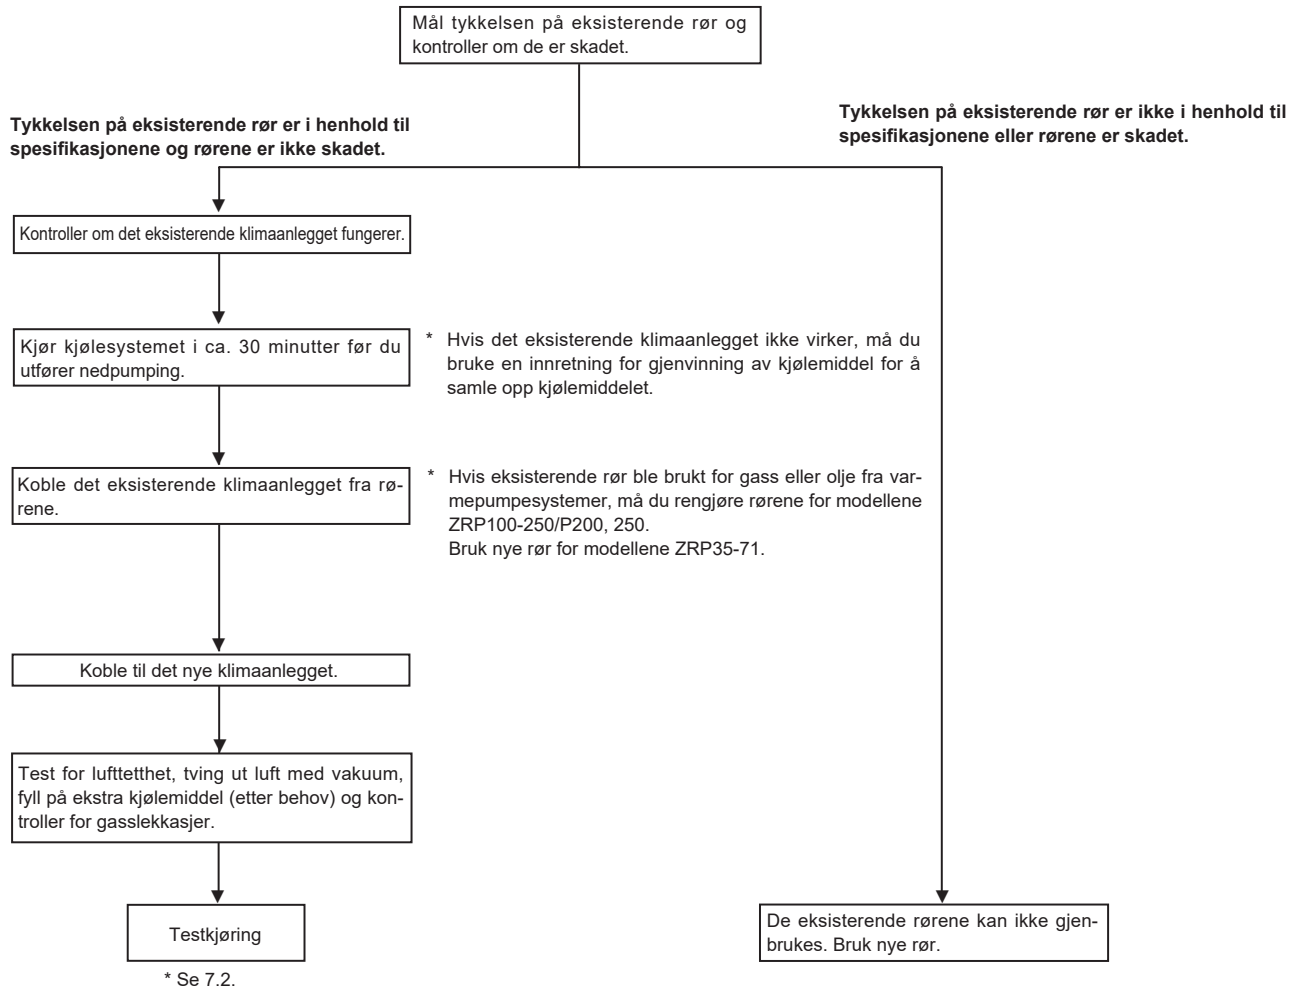 Mål tykkelsen på eksisterende rør og
kontroller om de er skadet.
Tykkelsen på eksisterende rør er i henhold til
spesifikasjonene og rørene er ikke skadet.
Tykkelsen på eksisterende rør er ikke i henhold til
spesifikasjonene eller rørene er skadet.
Kontroller om det eksisterende klimaanlegget fungerer.
Kjør kjølesystemet i ca. 30 minutter før du
utfører nedpumping.
* Hvis det eksisterende klimaanlegget ikke virker, må du
bruke en innretning for gjenvinning av kjølemiddel for å
samle opp kjølemiddelet.
Koble det eksisterende klimaanlegget fra rø-
rene.
* Hvis eksisterende rør ble brukt for gass eller olje fra var-
mepumpesystemer, må du rengjøre rørene for modellene
ZRP100-250/P200, 250.
Bruk nye rør for modellene ZRP35-71.
Koble til det nye klimaanlegget.
Test for lufttetthet, tving ut luft med vakuum,
fyll på ekstra kjølemiddel (etter behov) og kon-
troller for gasslekkasjer.
Testkjøring
* Se 7.2.
De eksisterende rørene kan ikke gjen-
brukes. Bruk nye rør.